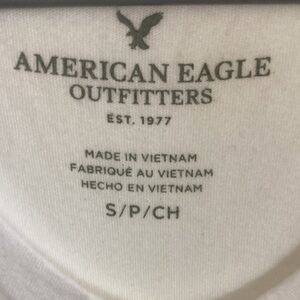 AMERICAN EAGLE
OUTFITTERS
EST. 1977
MADE IN VIETNAM
FABRIQUÉ AU VIETNAM
HECHO EN VIETNAM
S/P/CH